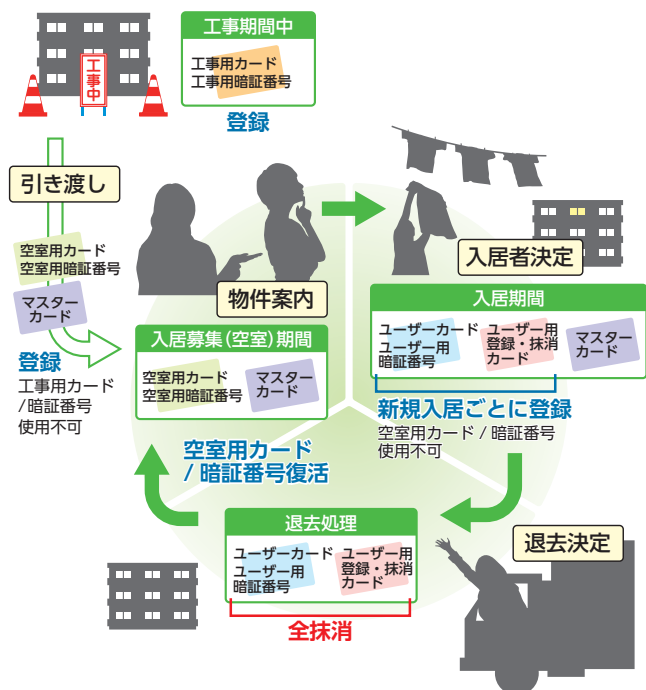 工事期間中
工事用カード
工事用暗証番号
工事中
登録
引き渡し
空室用カード
空室用暗証番号
マスター
カード
登録
工事用カード
/暗証番号
使用不可
物件案内
入居募集(空室)期間
空室用カード
空室用暗証番号
マスター
カード
入居者決定
入居期間
ユーザーカード
ユーザー用
暗証番号
ユーザー用
登録・抹消
カード
マスター
カード
新規入居ごとに登録
空室用カード / 暗証番号
使用不可
空室用カード
/ 暗証番号復活
退去決定
退去処理
ユーザーカード
ユーザー用
暗証番号
ユーザー用
登録・抹消
カード
全抹消